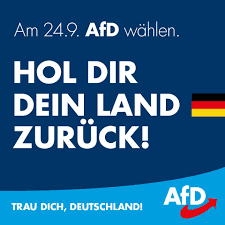 Am 24.9. AfD wählen.
HOL DIR
DEIN LAND
ZURÜCK!
TRAU DICH, DEUTSCHLAND!
AfD